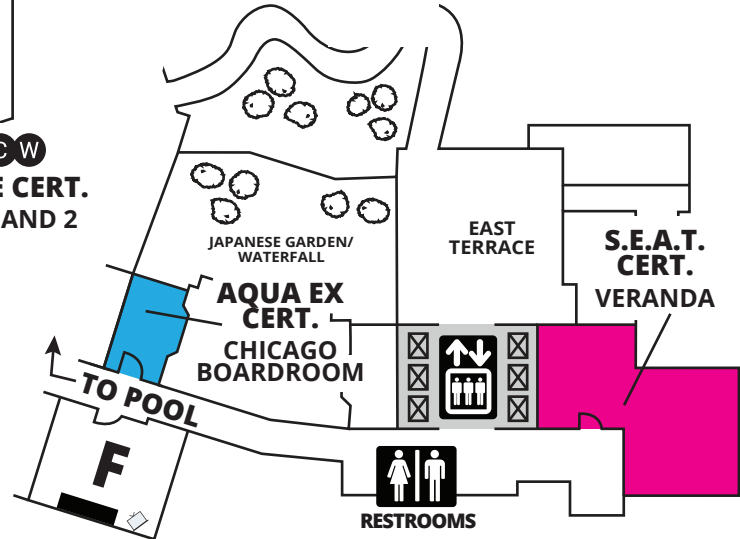 C W
E CERT.
AND 2
JAPANESE GARDEN/
WATERFALL
AQUA EX
CERT.
CHICAGO
BOARDROOM
EAST
TERRACE
S.E.A.T.
CERT.
VERANDA
TO POOL
F
RESTROOMS